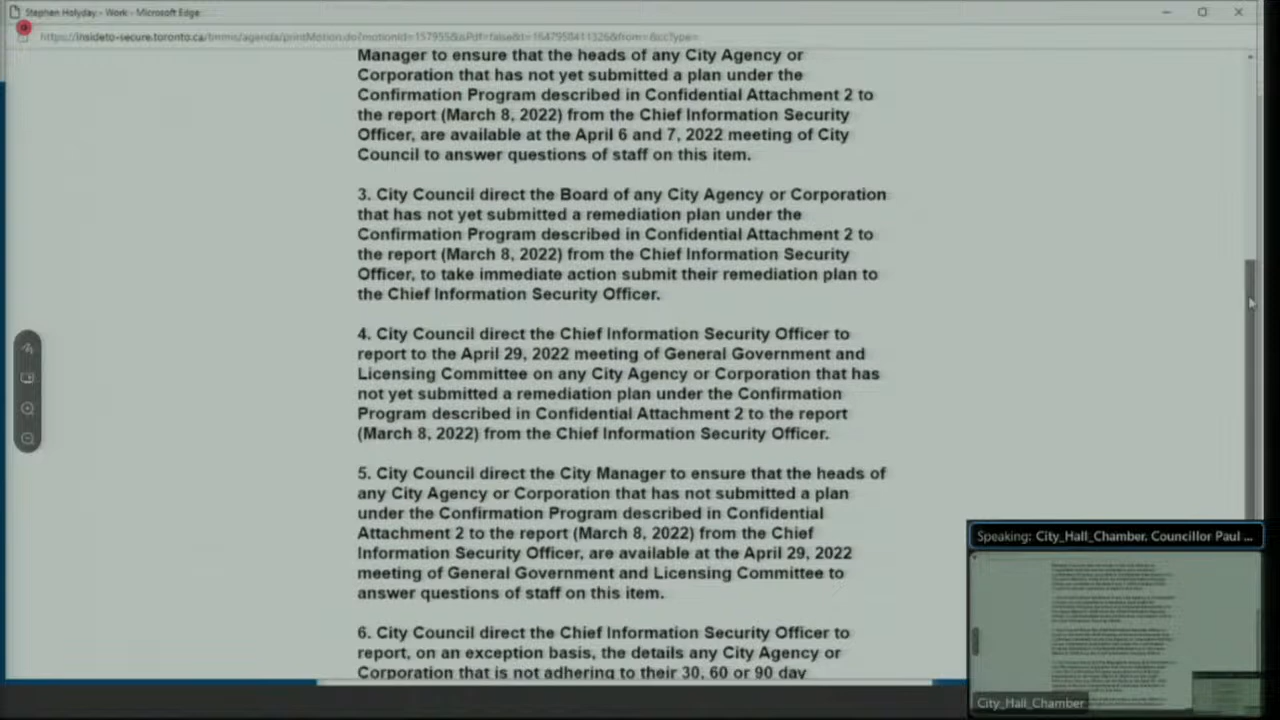 Stephen Holyday - Work - Microsoft Edge
Manager to ensure that the heads of any City Agency or
Corporation that has not yet submitted a plan under the
Confirmation Program described in Confidential Attachment 2 to
the report (March 8, 2022) from the Chief Information Security
Officer, are available at the April 6 and 7, 2022 meeting of City
Council to answer questions of staff on this item.
3. City Council direct the Board of any City Agency or Corporation
that has not yet submitted a remediation plan under the
Confirmation Program described in Confidential Attachment 2 to
the report (March 8, 2022) from the Chief Information Security
Officer, to take immediate action submit their remediation plan to
the Chief Information Security Officer.
4. City Council direct the Chief Information Security Officer to
report to the April 29, 2022 meeting of General Government and
Licensing Committee on any City Agency or Corporation that has
not yet submitted a remediation plan under the Confirmation
Program described in Confidential Attachment 2 to the report
(March 8, 2022) from the Chief Information Security Officer.
5. City Council direct the City Manager to ensure that the heads of
any City Agency or Corporation that has not submitted a plan
under the Confirmation Program described in Confidential
Attachment 2 to the report (March 8, 2022) from the Chief
Information Security Officer, are available at the April 29, 2022
meeting of General Government and Licensing Committee to
answer questions of staff on this item.
6. City Council direct the Chief Information Security Officer to
report, on an exception basis, the details any City Agency or
Corporation that is not adhering to their 30, 60 or 90 day
Speaking: City_Hall_Chamber. Councillor Paul ...
City_Hall_Chamber